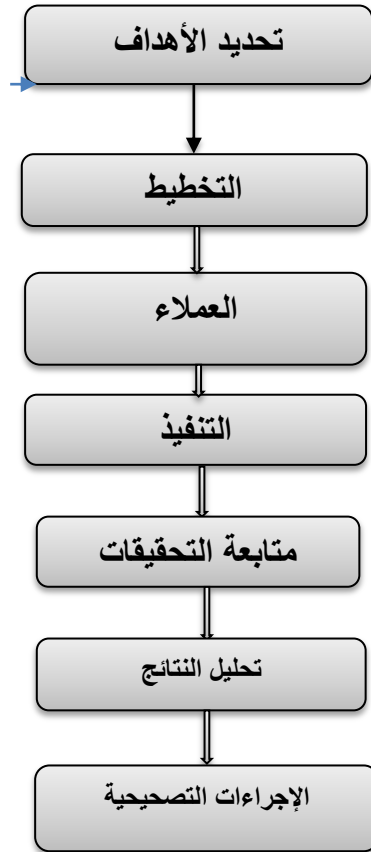 تحديد الأهداف
التخطيط
العملاء
التنفيذ
متابعة التحقيقات
تحليل النتائج
الإجراءات التصحيحية